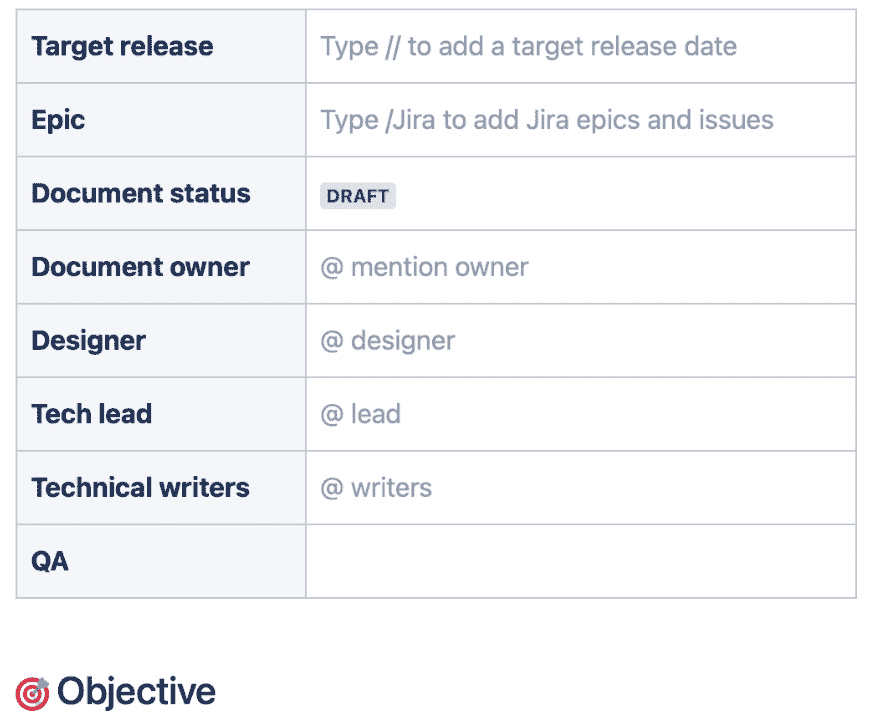 Target release Type // to add a target release date
Epic Type /Jira to add Jira epics and issues
Document status DRAFT
Document owner @ mention owner
Designer @ designer
Tech lead @ lead
Technical writers @ writers
QA
Objective